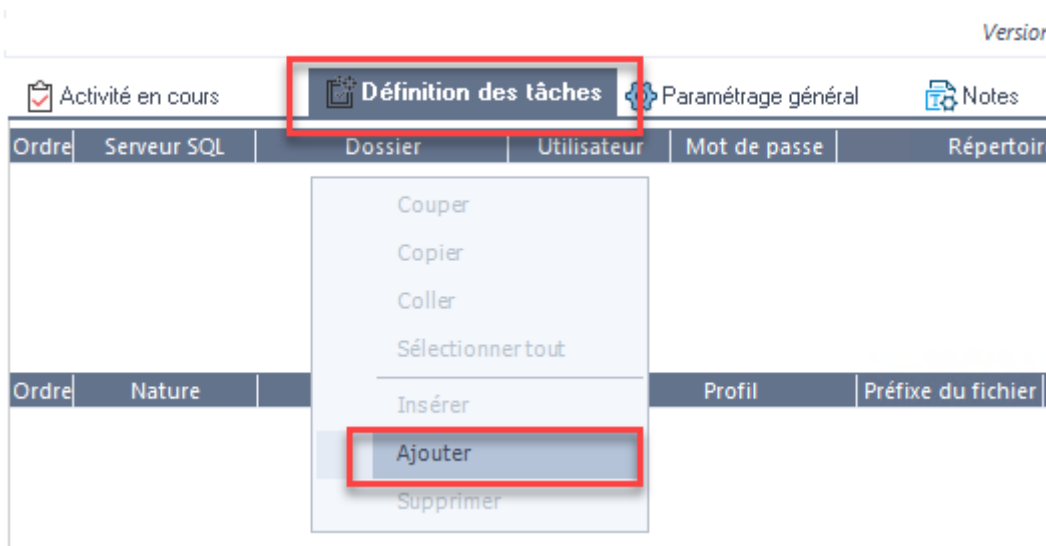 Version
Activité en cours
Définition des tâches
Paramétrage général
Notes
Ordre Serveur SQL Dossier Utilisateur Mot de passe Répertoir
Couper
Copier
Coller
Sélectionner tout
Ordre Nature Profil Préfixe du fichier
Insérer
Ajouter
Supprimer